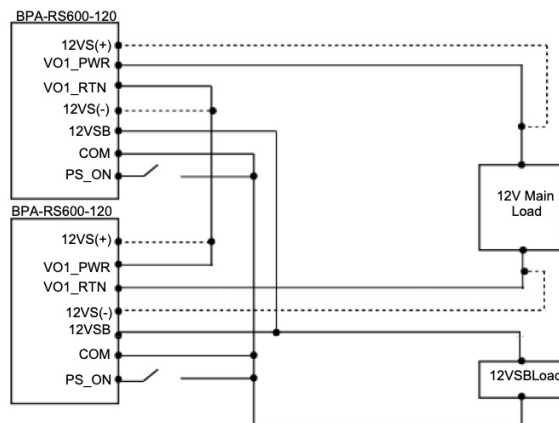 BPA-RS600-120
12VS(+)
VO1_PWR
VO1_RTN
12VS(-)
12VSB
COM
PS_ON
12V Main
Load
BPA-RS600-120
12VS(+)
VO1_PWR
VO1_RTN
12VS(-)
12VSB
COM
PS_ON
12VSBLoad